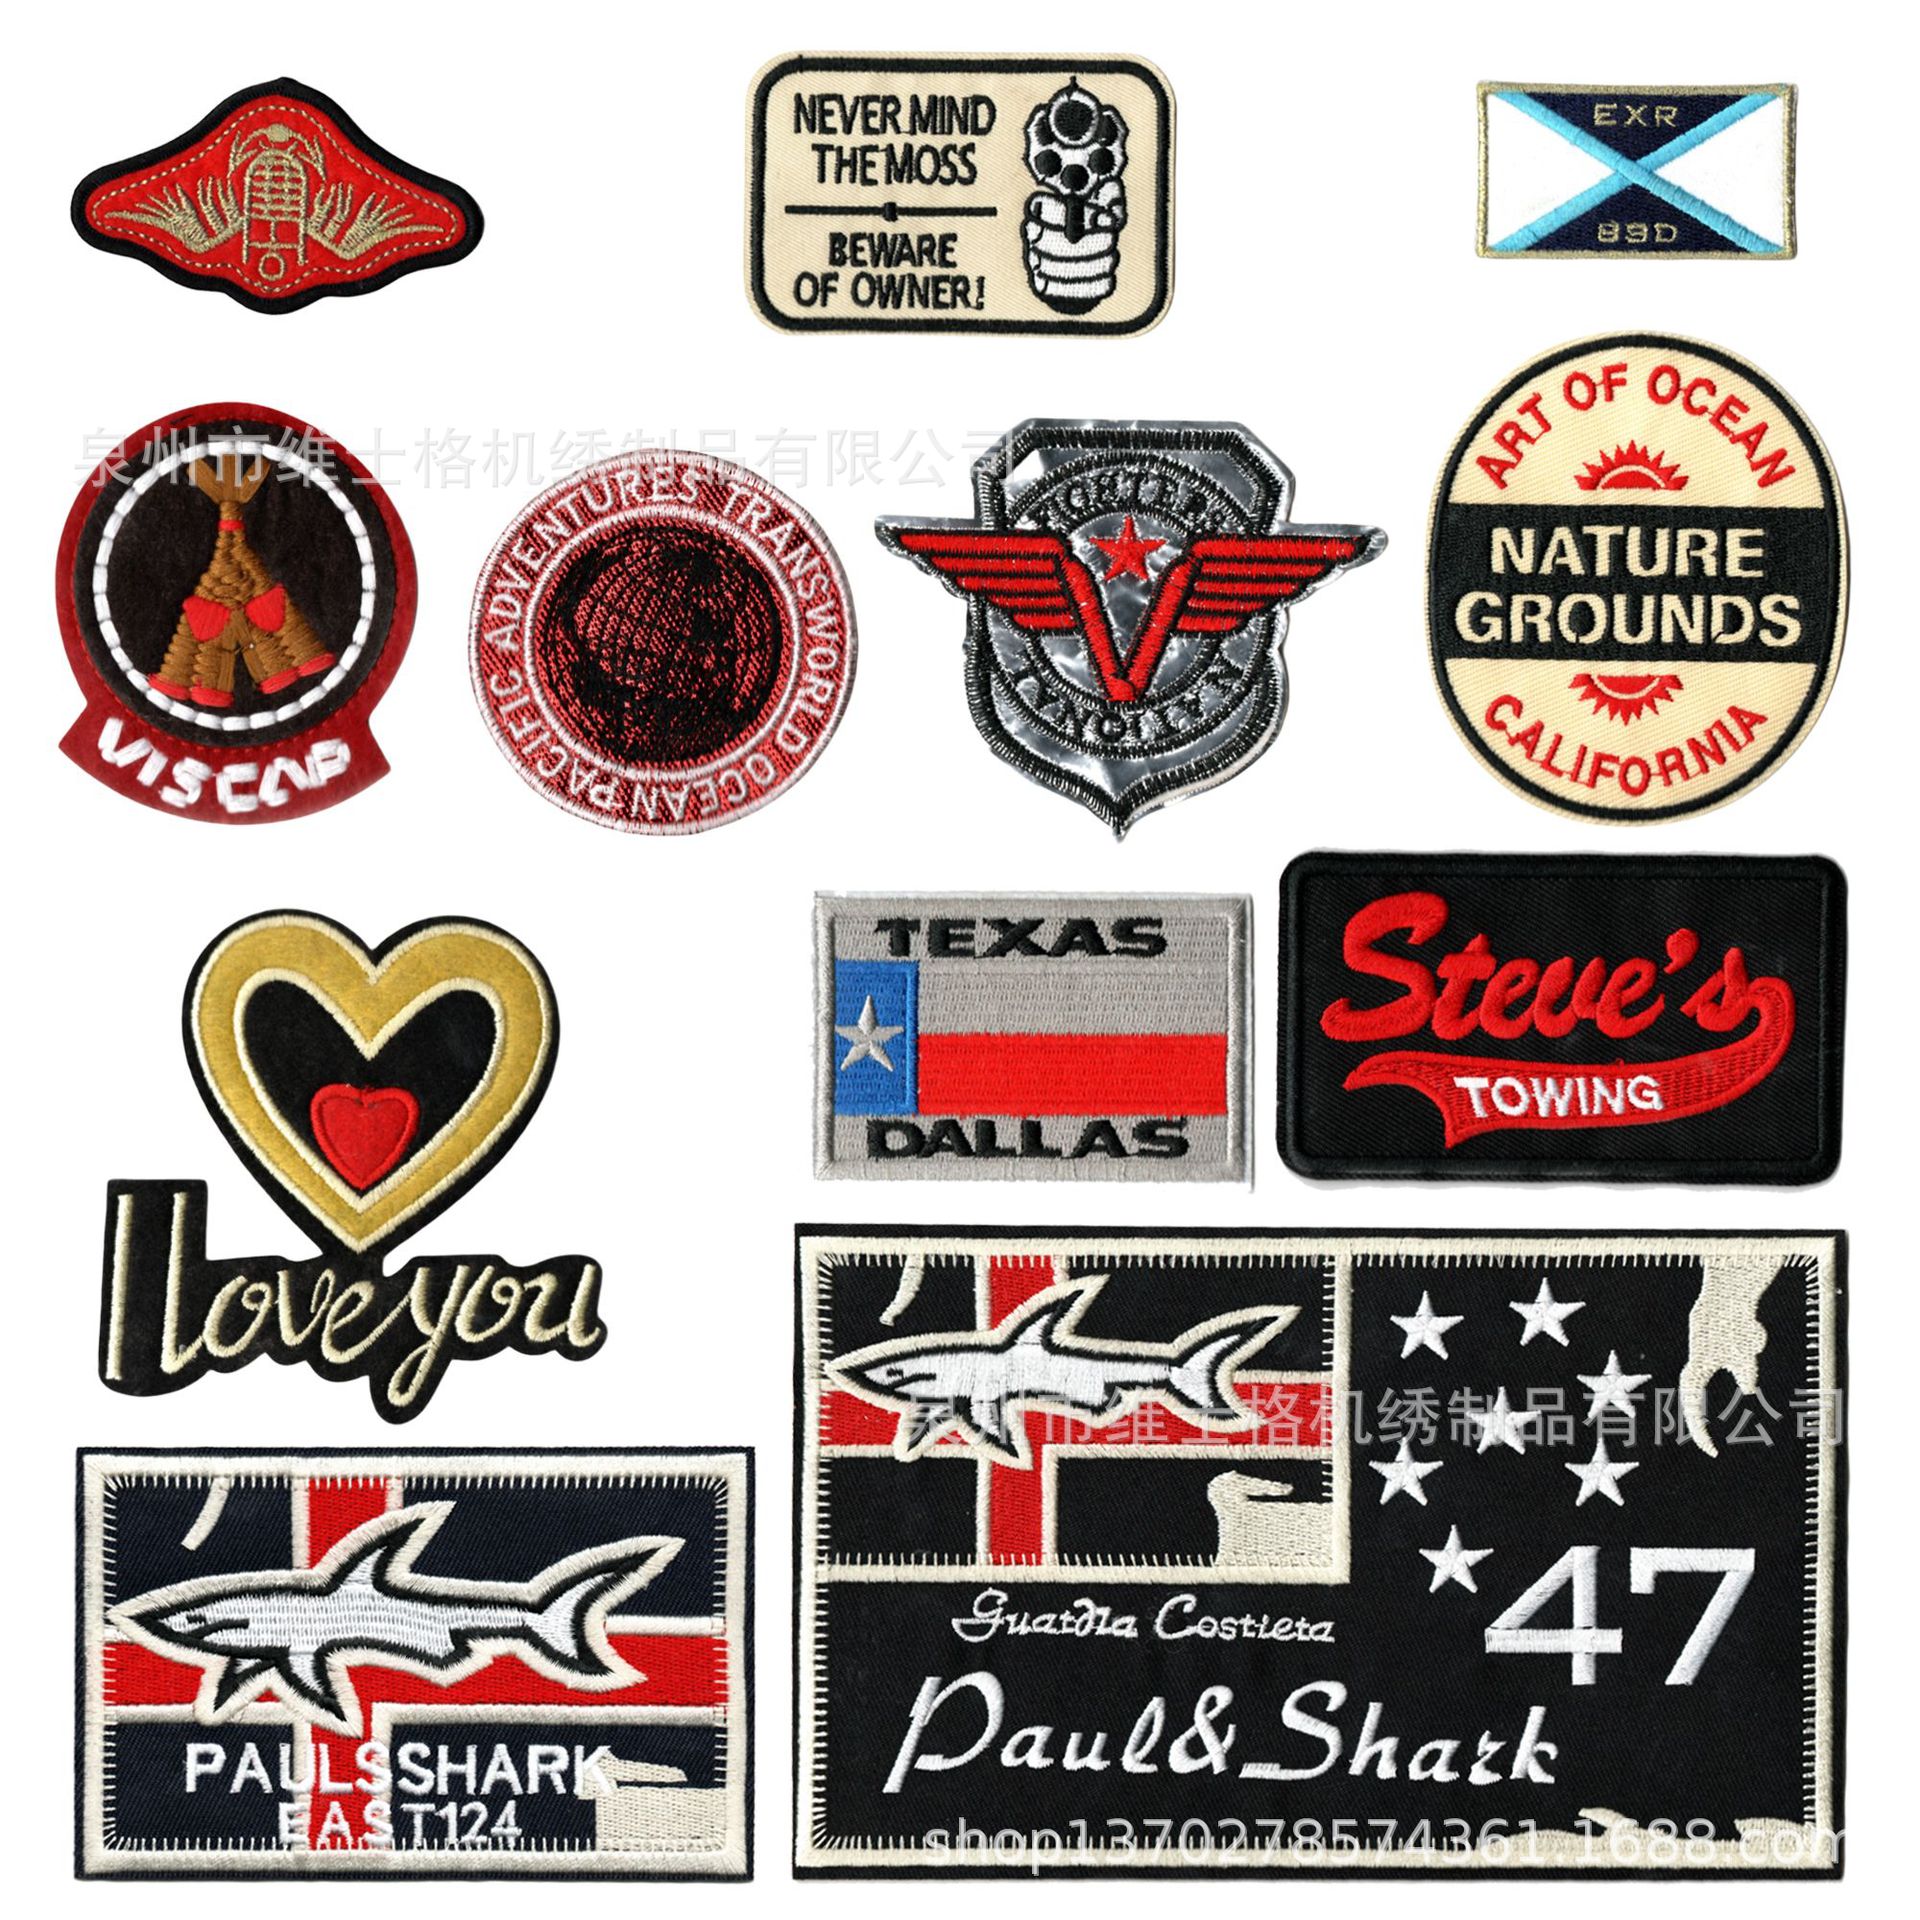 NEVER MIND
THE MOSS
BEWARE
OF OWNER!
EXR
BSD
泉州市维士格机绣制品有限公司
VISCAP
PACIFIC ADVENTURES TRANSWORLD OCEAN
FIGHTERS
ART OF OCEAN
NATURE
GROUNDS
CALIFORNIA
I love you
TEXAS
DALLAS
Steve's
TOWING
泉州市维士格机绣制品有限公司
47
Paul & Shark
PAULSSHARK
EAST124
shop1370278574361.1688.com